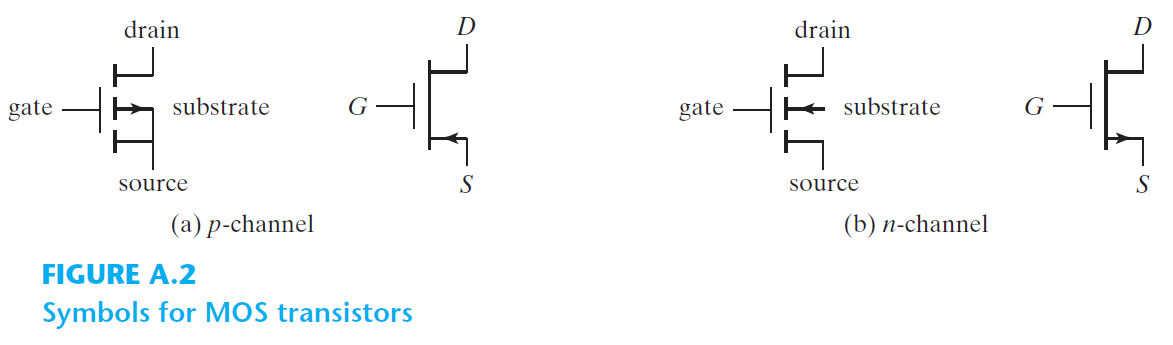 drain D drain D
gate substrate G gate substrate G
source S source S
(a) p-channel (b) n-channel
FIGURE A.2
Symbols for MOS transistors